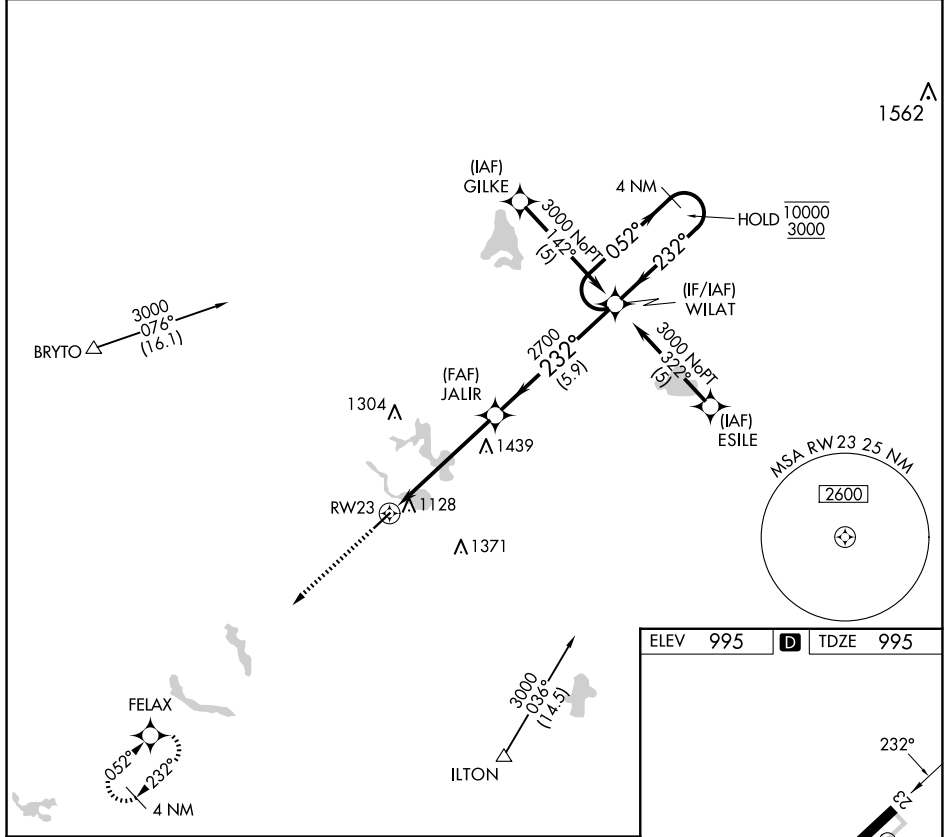 1562
(IAF)
GILKE
4 NM
HOLD 10000
3000
3000 NoPT
142°
(5)
052°
232°
(IF/IAF)
WILAT
3000
076°
(16.1)
BRYTO
2700
232°
(5.9)
3000 NoPT
322°
(5)
(FAF)
JALIR
1304
1439
(IAF)
ESILE
MSA RW 23 25 NM
2600
RW23
1128
1371
ELEV 995 D TDZE 995
FELAX
052°
232°
4 NM
3000
036°
(14.5)
ILTON
232°
23